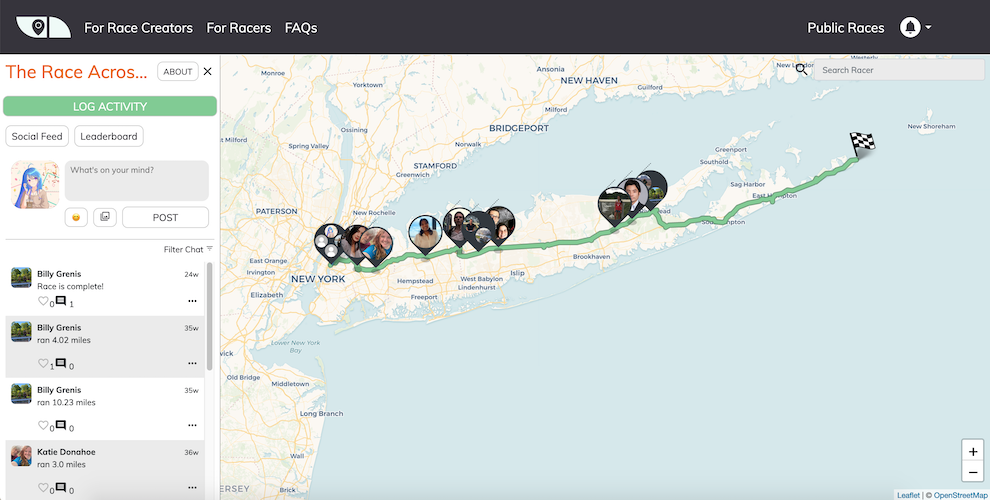 For Race Creators
For Racers
FAQs
Public Races
The Race Acros...
ABOUT
LOG ACTIVITY
Social Feed
Leaderboard
What's on your mind?
POST
Filter Chat
Billy Grenis
24w
Race is complete!
0 1
Billy Grenis
35w
ran 4.02 miles
1 0
Billy Grenis
35w
ran 10.23 miles
0 0
Katie Donahoe
36w
ran 3.0 miles
0 0
Search Racer
Monroe
Yorktown
Ansonia
NEW HAVEN
Guilford
Westerly
Milford
New Shoreham
Ossining
BRIDGEPORT
Norwalk
Spring Valley
STAMFORD
Greenwich
Greenport
Southold
Sag Harbor
East Hampton
PATERSON
New Rochelle
East Orange
Irvington
NEW YORK
Elizabeth
Hempstead
Freeport
West Babylon
Lindenhurst
Islip
Brookhaven
Lower New York
Bay
Old Bridge
Middletown
Long Branch
Wall
ERSEY
+
−
Leaflet | © OpenStreetMap